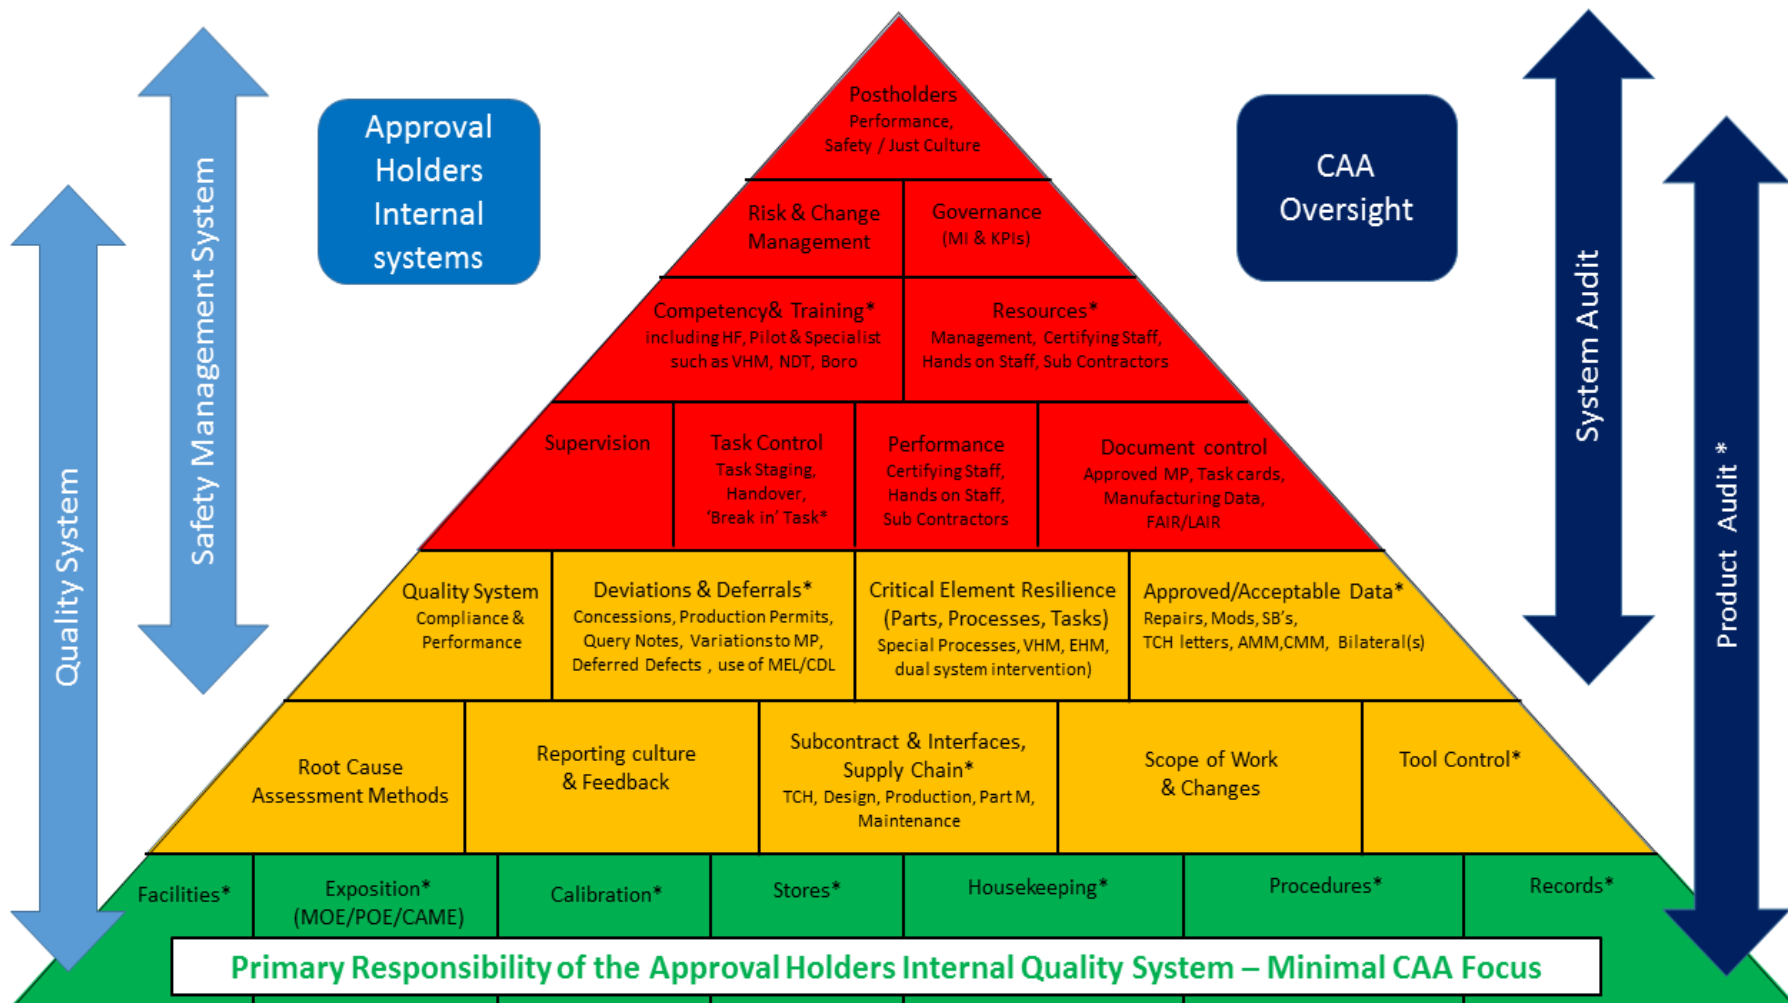 Approval
Holders
Internal
systems
CAA
Oversight
Quality System
Safety Management System
System Audit
Product Audit *
Postholders
Performance,
Safety / Just Culture
Risk & Change
Management
Governance
(MI & KPIs)
Competency& Training*
including HF, Pilot & Specialist
such as VHM, NDT, Boro
Resources*
Management, Certifying Staff,
Hands on Staff, Sub Contractors
Supervision
Task Control
Task Staging,
Handover,
‘Break in’ Task*
Performance
Certifying Staff,
Hands on Staff,
Sub Contractors
Document control
Approved MP, Task cards,
Manufacturing Data,
FAIR/LAIR
Quality System
Compliance &
Performance
Deviations & Deferrals*
Concessions, Production Permits,
Query Notes, Variations to MP,
Deferred Defects , use of MEL/CDL
Critical Element Resilience
(Parts, Processes, Tasks)
Special Processes, VHM, EHM,
dual system intervention)
Approved/Acceptable Data*
Repairs, Mods, SB’s,
TCH letters, AMM,CMM, Bilateral(s)
Root Cause
Assessment Methods
Reporting culture
& Feedback
Subcontract & Interfaces,
Supply Chain*
TCH, Design, Production, Part M,
Maintenance
Scope of Work
& Changes
Tool Control*
Facilities*
Exposition*
(MOE/POE/CAME)
Calibration*
Stores*
Housekeeping*
Procedures*
Records*
Primary Responsibility of the Approval Holders Internal Quality System – Minimal CAA Focus